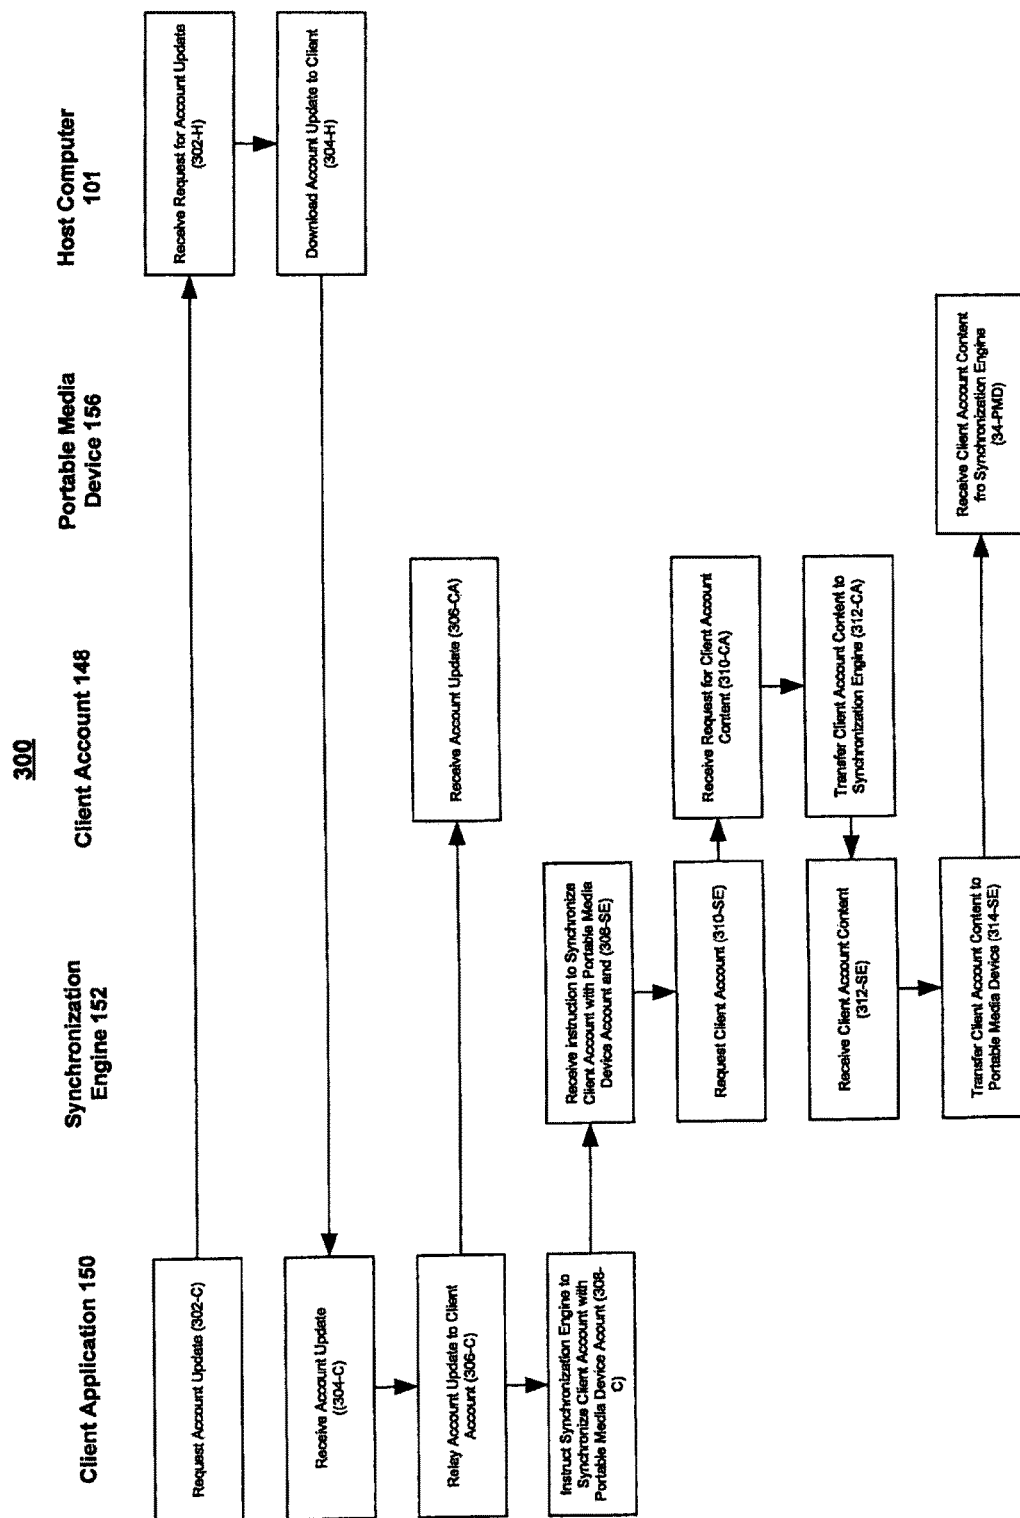 300
Client Application 150
Synchronization
Engine 152
Client Account 148
Portable Media
Device 156
Host Computer
101
Request Account Update (302-C)
Receive Request for Account Update
(302-H)
Download Account Update to Client
(304-H)
Receive Account Update
((304-C)
Relay Account Update to Client
Account (306-C)
Receive Account Update (306-CA)
Instruct Synchronization Engine to
Synchronize Client Account with
Portable Media Device Acount (308-
C)
Receive instruction to Synchronize
Client Account with Portable Media
Device Account and (308-SE)
Request Client Account (310-SE)
Receive Request for Client Account
Content (310-CA)
Transfer Client Account Content to
Synchronization Engine (312-CA)
Receive Client Account Content
(312-SE)
Transfer Client Account Content to
Portable Media Device (314-SE)
Receive Client Account Content
fro Synchronization Engine
(34-PMD)